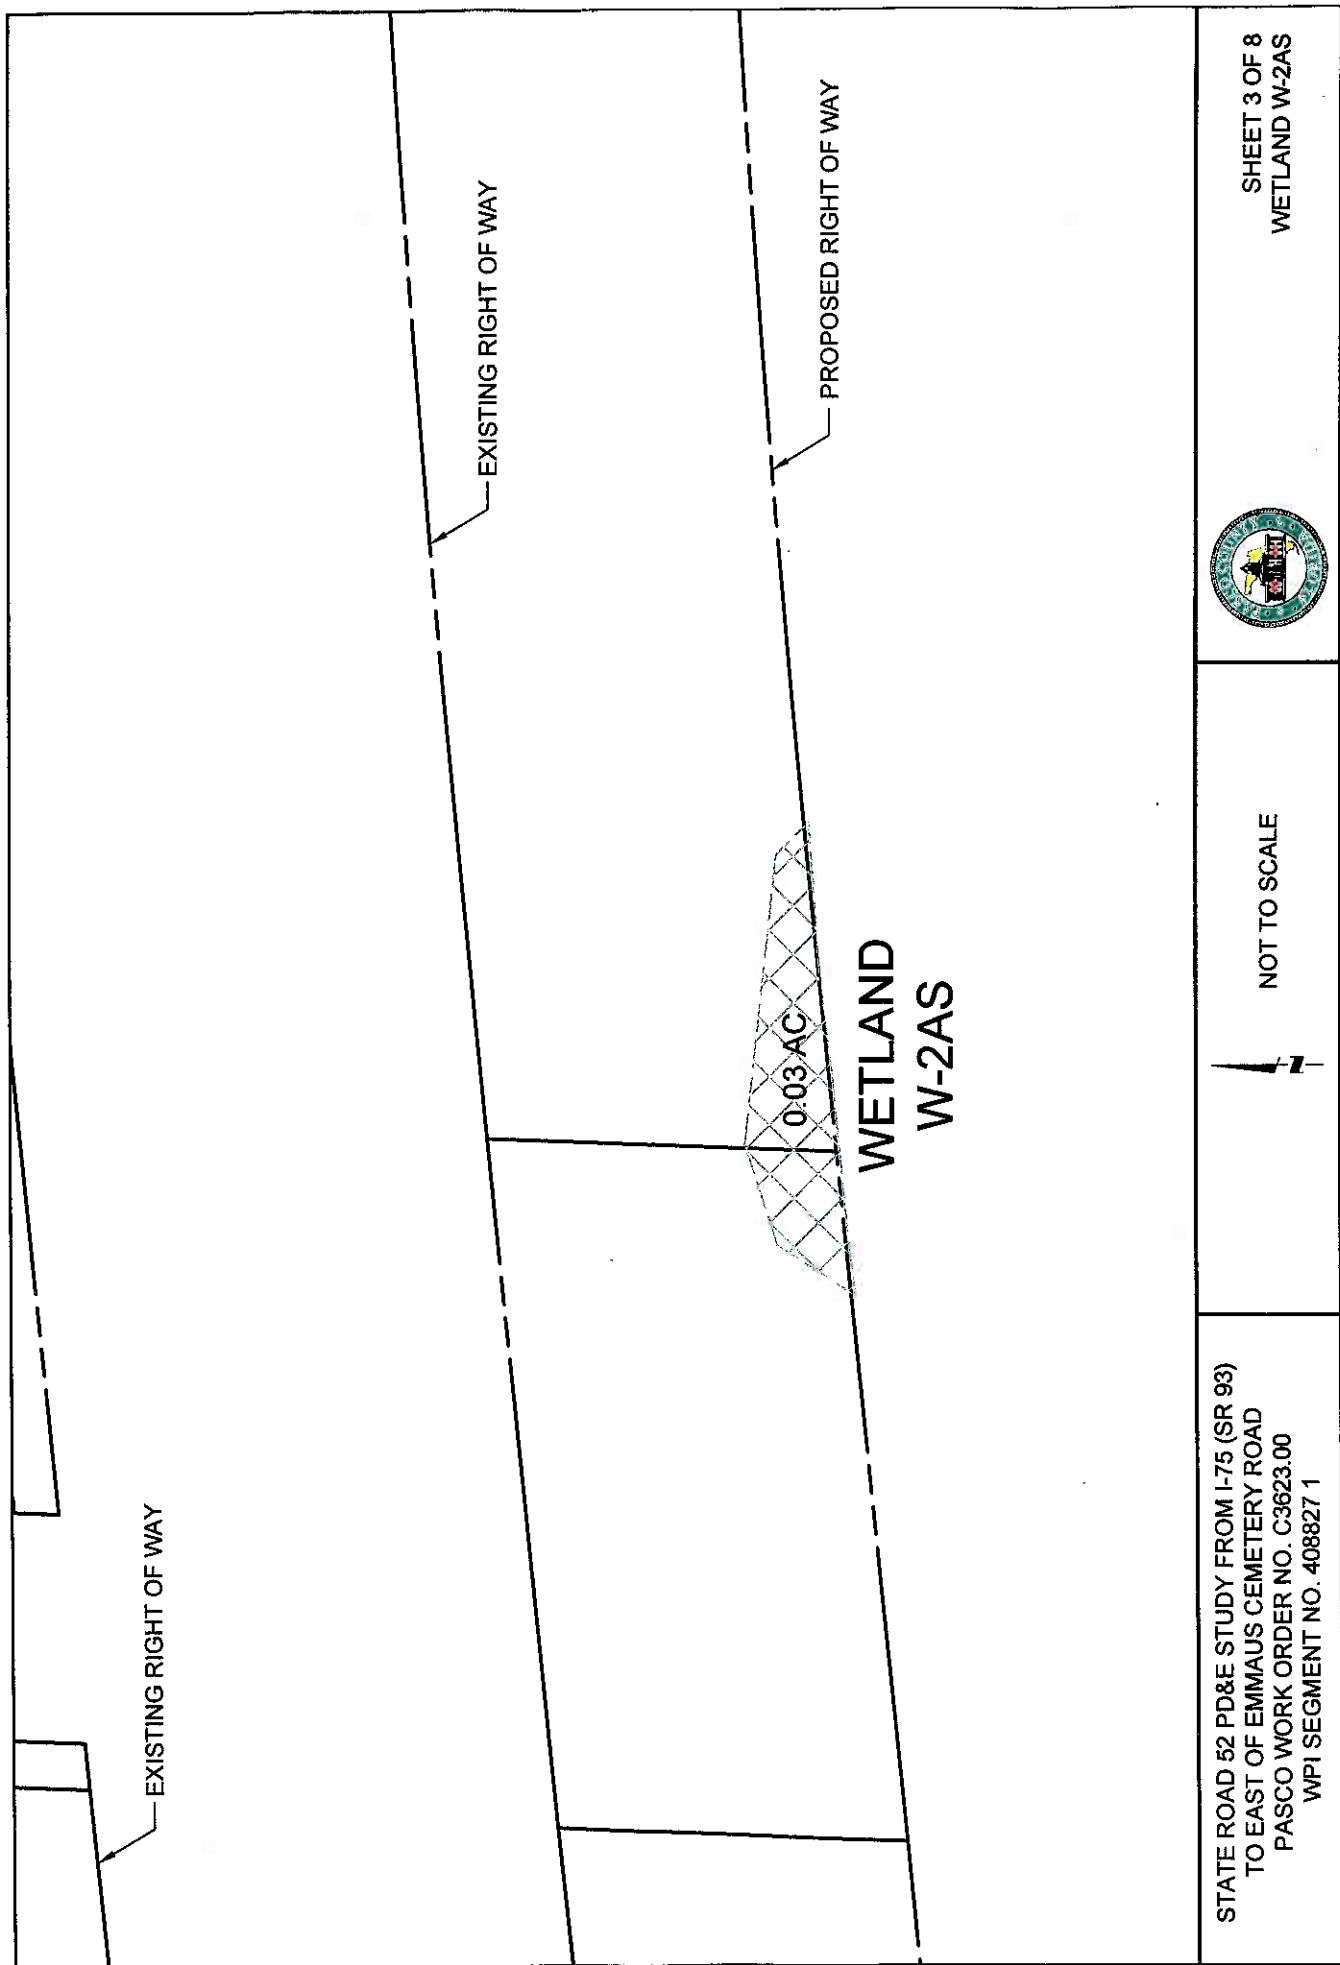 EXISTING RIGHT OF WAY
EXISTING RIGHT OF WAY
PROPOSED RIGHT OF WAY
0.03 AC
WETLAND
W-2AS
STATE ROAD 52 PD&E STUDY FROM I-75 (SR 93)
TO EAST OF EMMAUS CEMETERY ROAD
PASCO WORK ORDER NO. C3623.00
WPI SEGMENT NO. 408827 1
NOT TO SCALE
SHEET 3 OF 8
WETLAND W-2AS